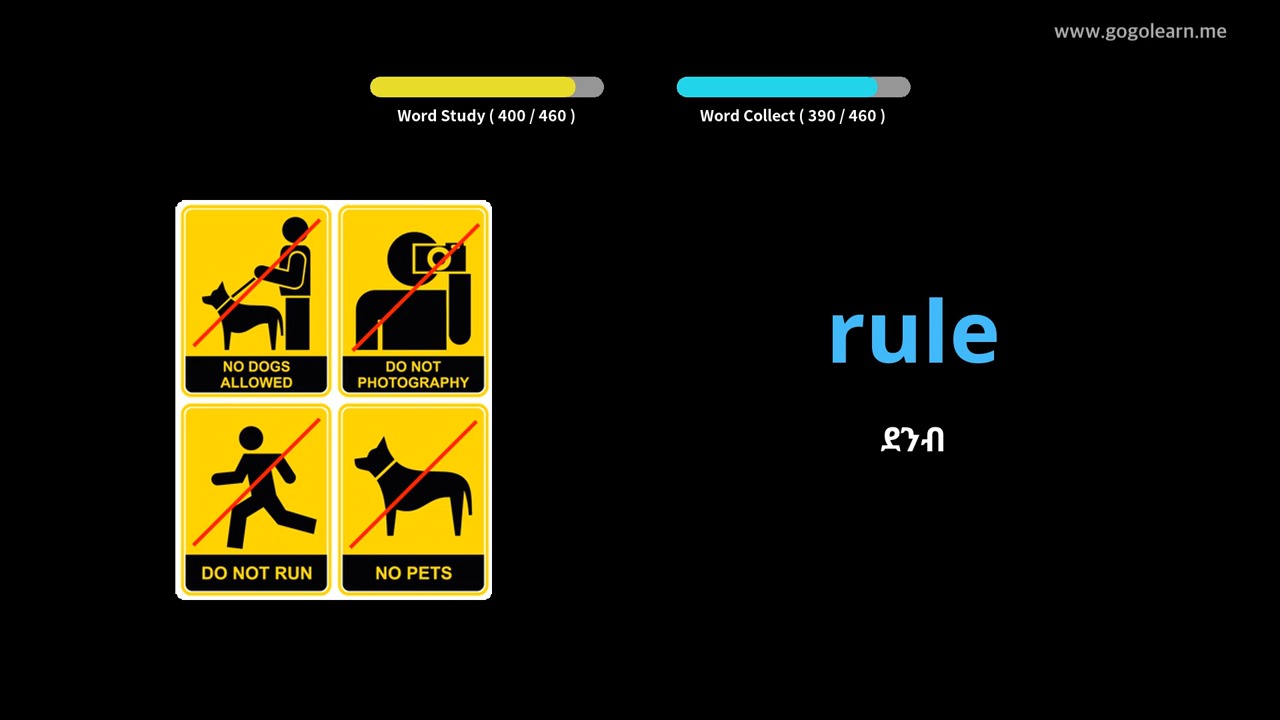 www.gogolearn.me
Word Study ( 400 / 460 )
Word Collect ( 390 / 460 )
NO DOGS
ALLOWED
DO NOT
PHOTOGRAPHY
DO NOT RUN
NO PETS
rule
ደንብ